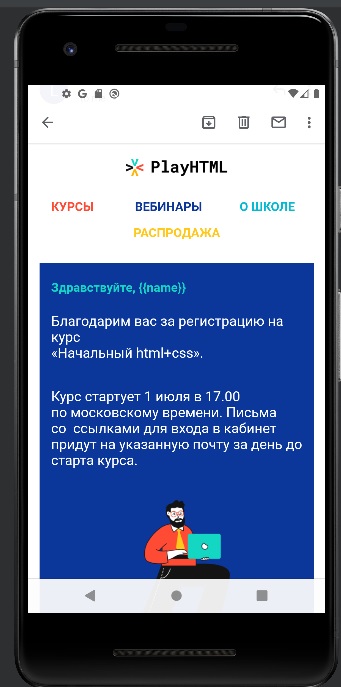 PlayHTML
КУРСЫ ВЕБИНАРЫ О ШКОЛЕ
РАСПРОДАЖА
Здравствуйте, {{name}}
Благодарим вас за регистрацию на
курс
«Начальный html+css».
Курс стартует 1 июля в 17.00
по московскому времени. Письма
со ссылками для входа в кабинет
придут на указанную почту за день до
старта курса.